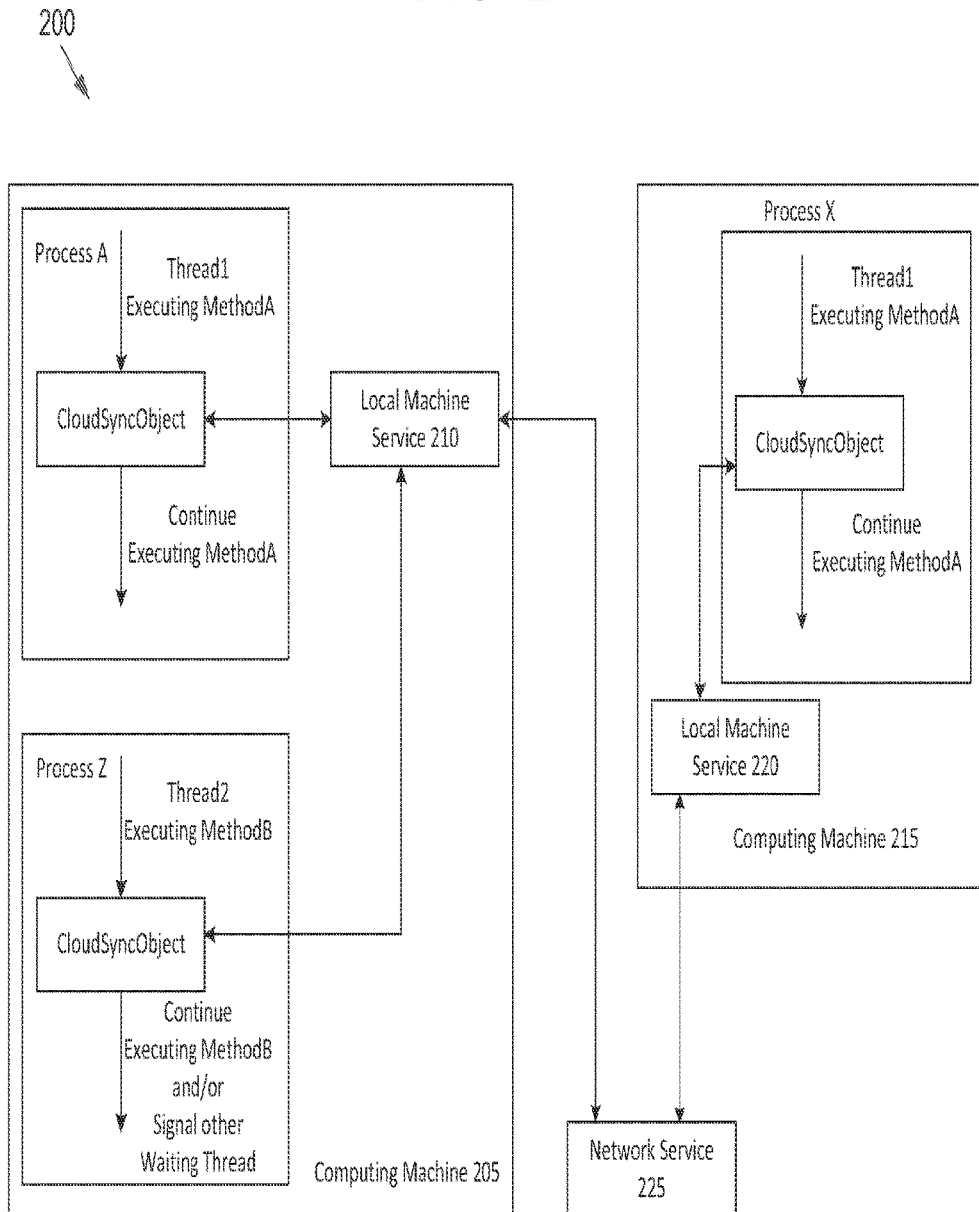 200
Process A
Thread1
Executing MethodA
CloudSyncObject
Continue
Executing MethodA
Local Machine
Service 210
Process Z
Thread2
Executing MethodB
CloudSyncObject
Continue
Executing MethodB
and/or
Signal other
Waiting Thread
Computing Machine 205
Process X
Thread1
Executing MethodA
CloudSyncObject
Continue
Executing MethodA
Local Machine
Service 220
Computing Machine 215
Network Service
225